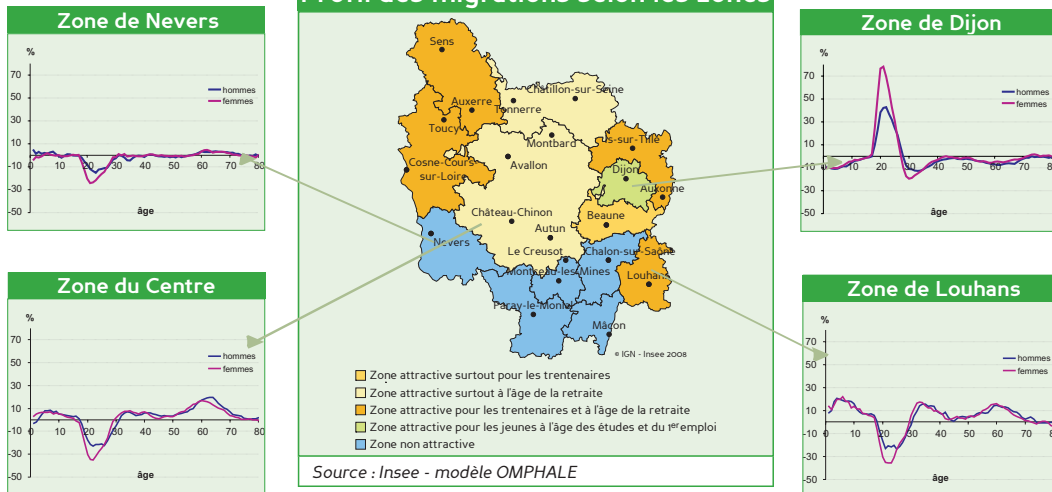 Profil des migrations selon les zones
Zone de Nevers
%
70
50
30
10
-10
-30
-50
0 10 20 30 40 50 60 70 80
hommes
femmes
âge
Zone du Centre
%
70
50
30
10
-10
-30
-50
0 10 20 30 40 50 60 70 80
hommes
femmes
âge
Sens
Châtillon-sur-Seine
Auxerre
Tonnerre
Toucy
Montbard
Is-sur-Tille
Avallon
Cosne-Cours-
sur-Loire
Dijon
Auxonne
Château-Chinon
Beaune
Autun
Nevers
Le Creusot
Chalon-sur-Saône
Montceau-les-Mines
Louhans
Paray-le-Monial
Mâcon
© IGN - Insee 2008
Zone attractive surtout pour les trentenaires
Zone attractive surtout à l'âge de la retraite
Zone attractive pour les trentenaires et à l'âge de la retraite
Zone attractive pour les jeunes à l'âge des études et du 1er emploi
Zone non attractive
Source : Insee - modèle OMPHALE
Zone de Dijon
%
70
50
30
10
-10
-30
-50
0 10 20 30 40 50 60 70 80
hommes
femmes
âge
Zone de Louhans
%
70
50
30
10
-10
-30
-50
0 10 20 30 40 50 60 70 80
hommes
femmes
âge